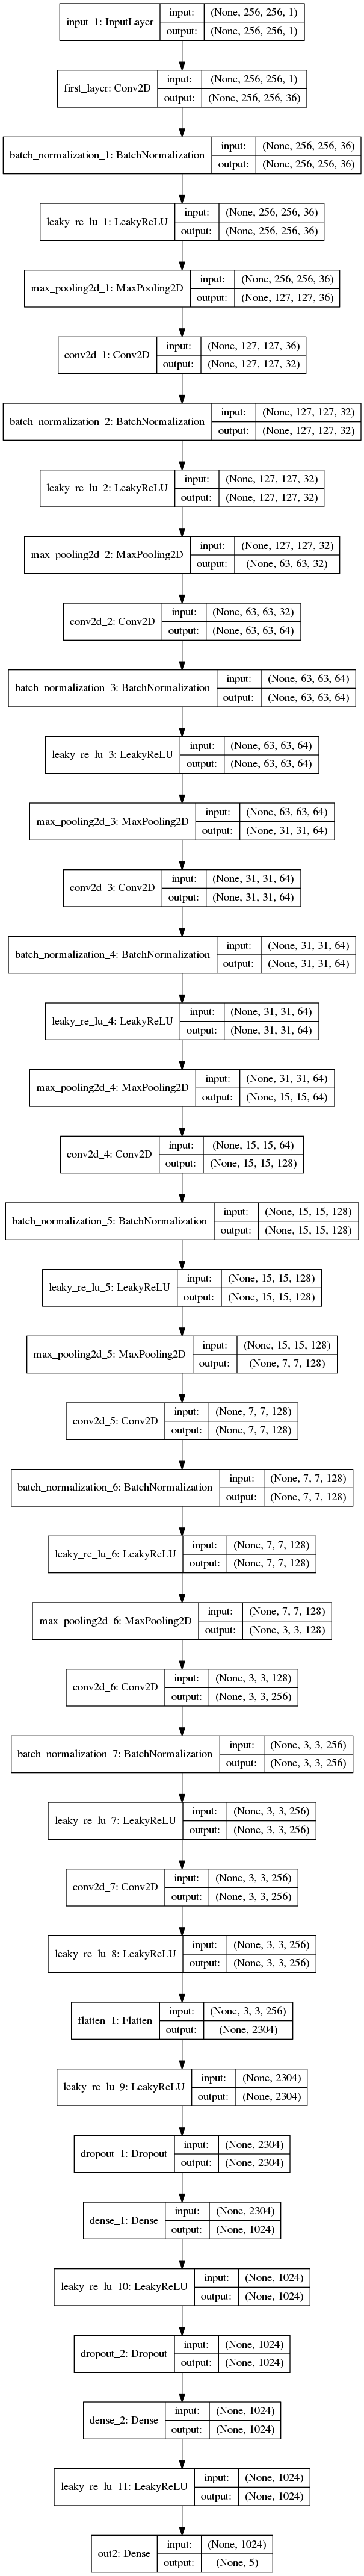 input_1: InputLayer
input: (None, 256, 256, 1)
output: (None, 256, 256, 1)
first_layer: Conv2D
input: (None, 256, 256, 1)
output: (None, 256, 256, 36)
batch_normalization_1: BatchNormalization
input: (None, 256, 256, 36)
output: (None, 256, 256, 36)
leaky_re_lu_1: LeakyReLU
input: (None, 256, 256, 36)
output: (None, 256, 256, 36)
max_pooling2d_1: MaxPooling2D
input: (None, 256, 256, 36)
output: (None, 127, 127, 36)
conv2d_1: Conv2D
input: (None, 127, 127, 36)
output: (None, 127, 127, 32)
batch_normalization_2: BatchNormalization
input: (None, 127, 127, 32)
output: (None, 127, 127, 32)
leaky_re_lu_2: LeakyReLU
input: (None, 127, 127, 32)
output: (None, 127, 127, 32)
max_pooling2d_2: MaxPooling2D
input: (None, 127, 127, 32)
output: (None, 63, 63, 32)
conv2d_2: Conv2D
input: (None, 63, 63, 32)
output: (None, 63, 63, 64)
batch_normalization_3: BatchNormalization
input: (None, 63, 63, 64)
output: (None, 63, 63, 64)
leaky_re_lu_3: LeakyReLU
input: (None, 63, 63, 64)
output: (None, 63, 63, 64)
max_pooling2d_3: MaxPooling2D
input: (None, 63, 63, 64)
output: (None, 31, 31, 64)
conv2d_3: Conv2D
input: (None, 31, 31, 64)
output: (None, 31, 31, 64)
batch_normalization_4: BatchNormalization
input: (None, 31, 31, 64)
output: (None, 31, 31, 64)
leaky_re_lu_4: LeakyReLU
input: (None, 31, 31, 64)
output: (None, 31, 31, 64)
max_pooling2d_4: MaxPooling2D
input: (None, 31, 31, 64)
output: (None, 15, 15, 64)
conv2d_4: Conv2D
input: (None, 15, 15, 64)
output: (None, 15, 15, 128)
batch_normalization_5: BatchNormalization
input: (None, 15, 15, 128)
output: (None, 15, 15, 128)
leaky_re_lu_5: LeakyReLU
input: (None, 15, 15, 128)
output: (None, 15, 15, 128)
max_pooling2d_5: MaxPooling2D
input: (None, 15, 15, 128)
output: (None, 7, 7, 128)
conv2d_5: Conv2D
input: (None, 7, 7, 128)
output: (None, 7, 7, 128)
batch_normalization_6: BatchNormalization
input: (None, 7, 7, 128)
output: (None, 7, 7, 128)
leaky_re_lu_6: LeakyReLU
input: (None, 7, 7, 128)
output: (None, 7, 7, 128)
max_pooling2d_6: MaxPooling2D
input: (None, 7, 7, 128)
output: (None, 3, 3, 128)
conv2d_6: Conv2D
input: (None, 3, 3, 128)
output: (None, 3, 3, 256)
batch_normalization_7: BatchNormalization
input: (None, 3, 3, 256)
output: (None, 3, 3, 256)
leaky_re_lu_7: LeakyReLU
input: (None, 3, 3, 256)
output: (None, 3, 3, 256)
conv2d_7: Conv2D
input: (None, 3, 3, 256)
output: (None, 3, 3, 256)
leaky_re_lu_8: LeakyReLU
input: (None, 3, 3, 256)
output: (None, 3, 3, 256)
flatten_1: Flatten
input: (None, 3, 3, 256)
output: (None, 2304)
leaky_re_lu_9: LeakyReLU
input: (None, 2304)
output: (None, 2304)
dropout_1: Dropout
input: (None, 2304)
output: (None, 2304)
dense_1: Dense
input: (None, 2304)
output: (None, 1024)
leaky_re_lu_10: LeakyReLU
input: (None, 1024)
output: (None, 1024)
dropout_2: Dropout
input: (None, 1024)
output: (None, 1024)
dense_2: Dense
input: (None, 1024)
output: (None, 1024)
leaky_re_lu_11: LeakyReLU
input: (None, 1024)
output: (None, 1024)
out2: Dense
input: (None, 1024)
output: (None, 5)